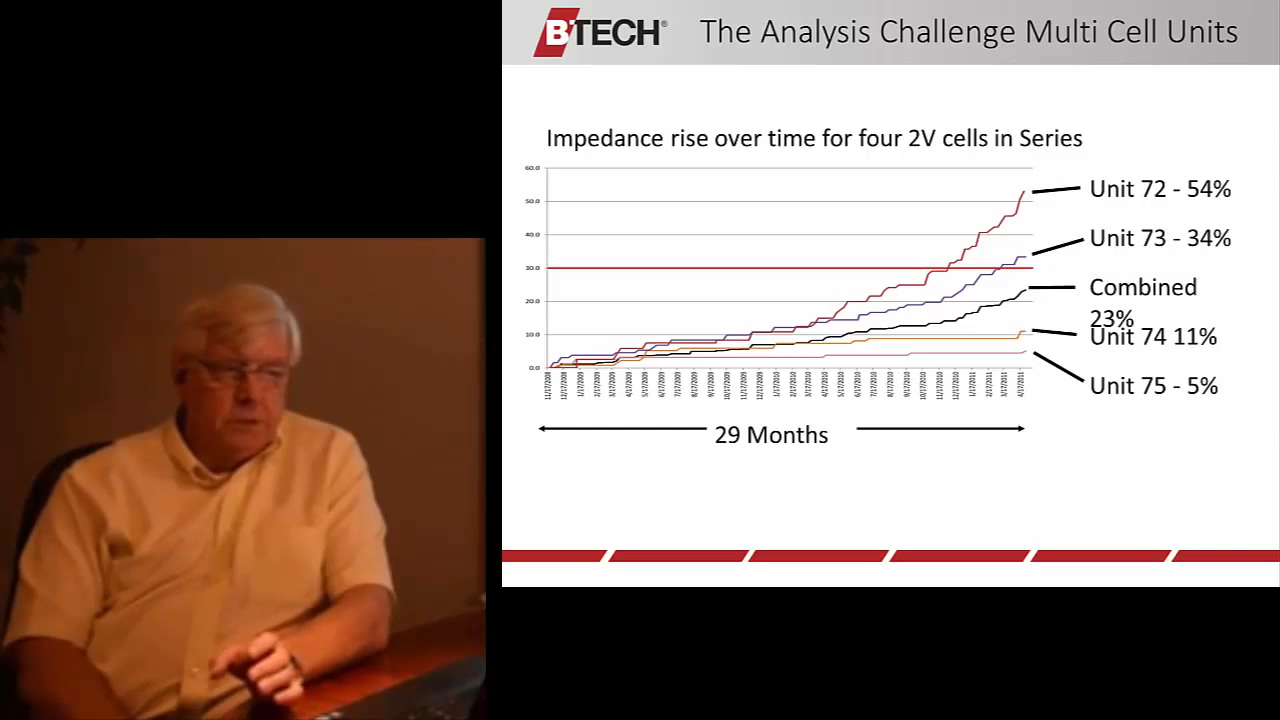 BTECH®
The Analysis Challenge Multi Cell Units
Impedance rise over time for four 2V cells in Series
60.0
50.0
40.0
30.0
20.0
10.0
0.0
Unit 72 - 54%
Unit 73 - 34%
Combined
23%
Unit 74 11%
Unit 75 - 5%
29 Months